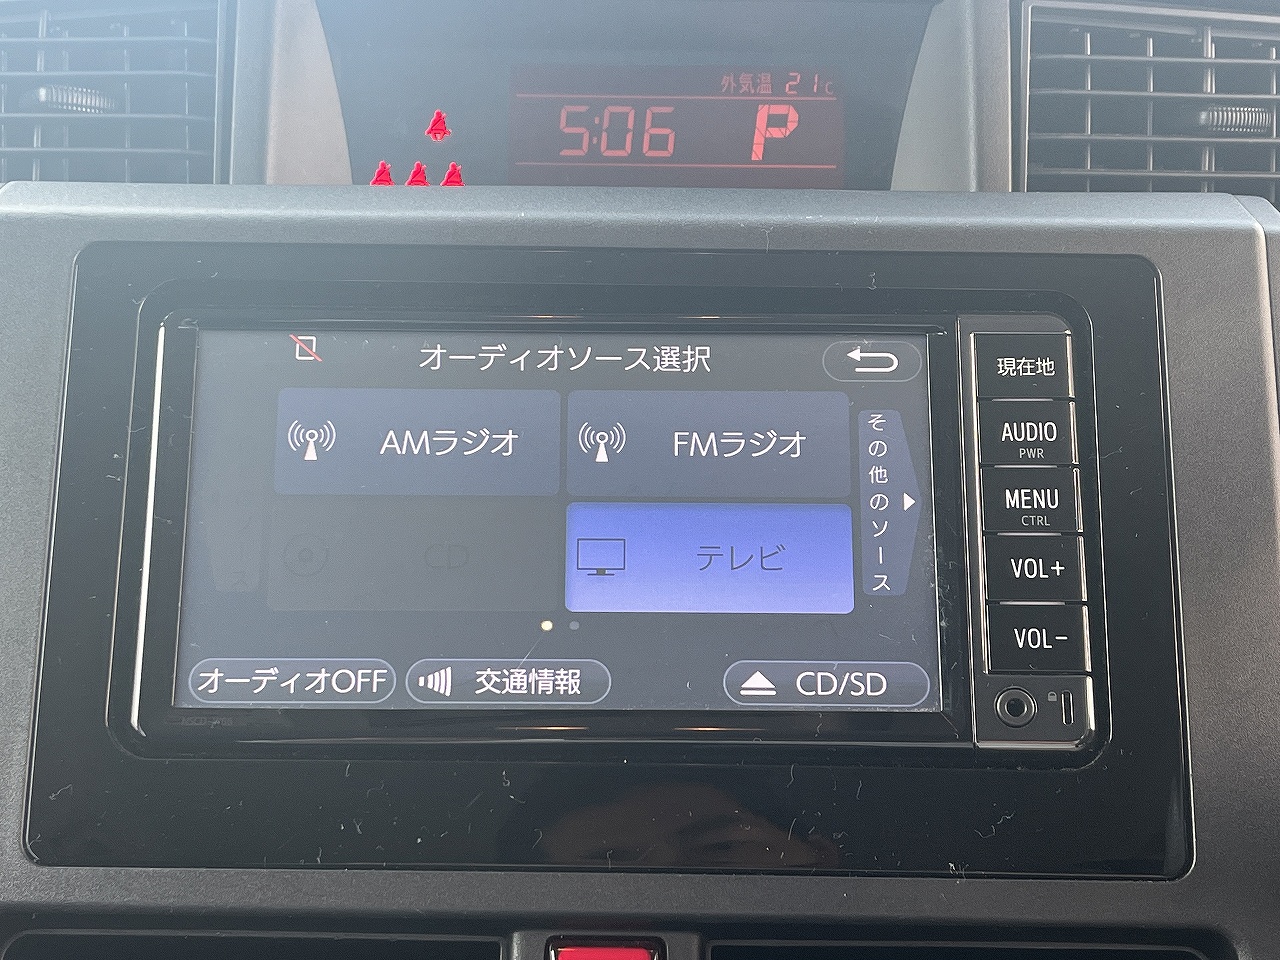 外気温 21℃
5:06 P
オーディオソース選択
現在地
AMラジオ
FMラジオ
その他のソース
AUDIO
PWR
MENU
CTRL
CD
テレビ
VOL+
VOL-
オーディオOFF
交通情報
CD/SD